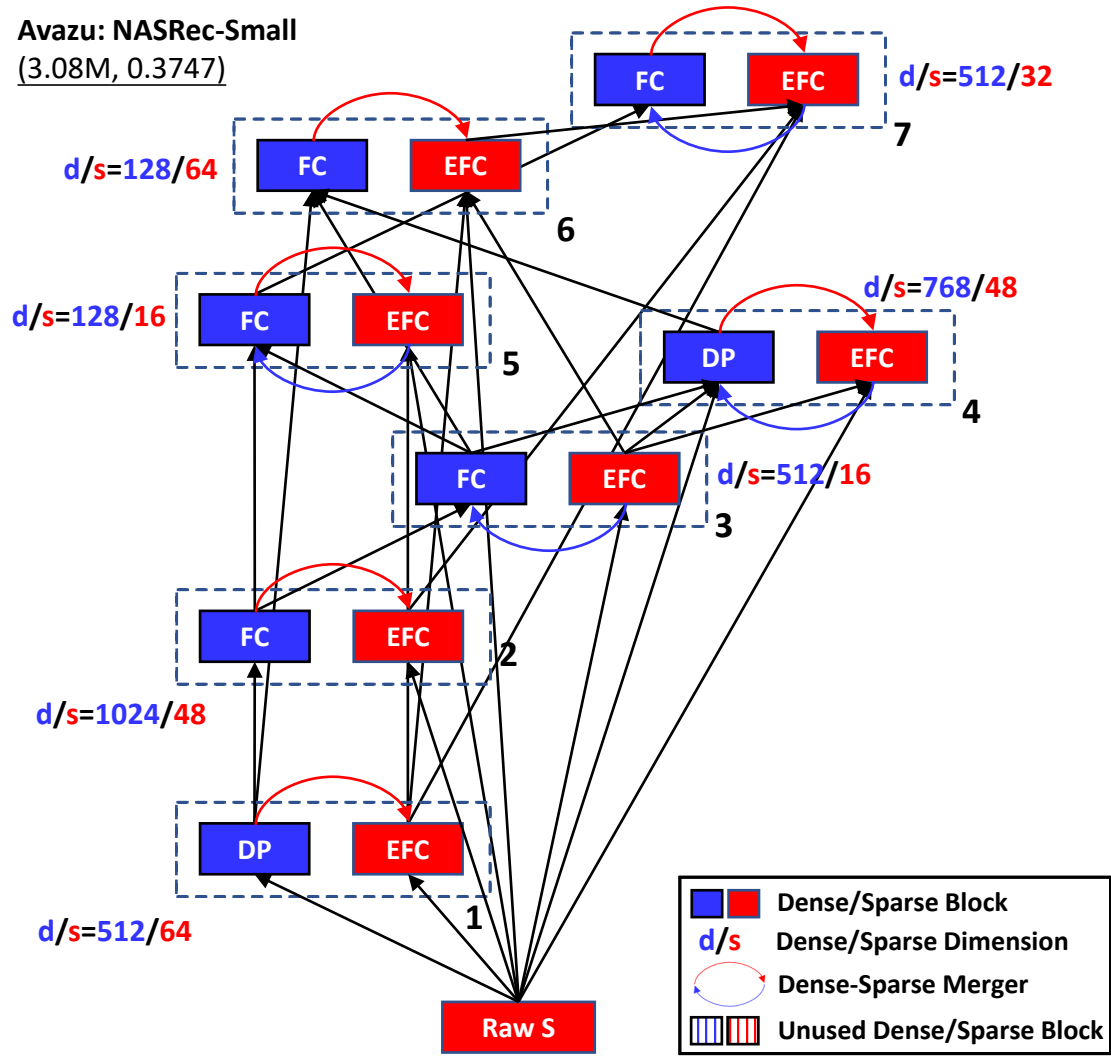 Avazu: NASRec-Small
(3.08M, 0.3747)
FC EFC
d/s=512/32
7
d/s=128/64
FC EFC
6
d/s=128/16
FC EFC
5
d/s=768/48
DP EFC
4
FC EFC
d/s=512/16
3
FC EFC
2
d/s=1024/48
DP EFC
1
d/s=512/64
Raw S
Dense/Sparse Block
d/s Dense/Sparse Dimension
Dense-Sparse Merger
Unused Dense/Sparse Block